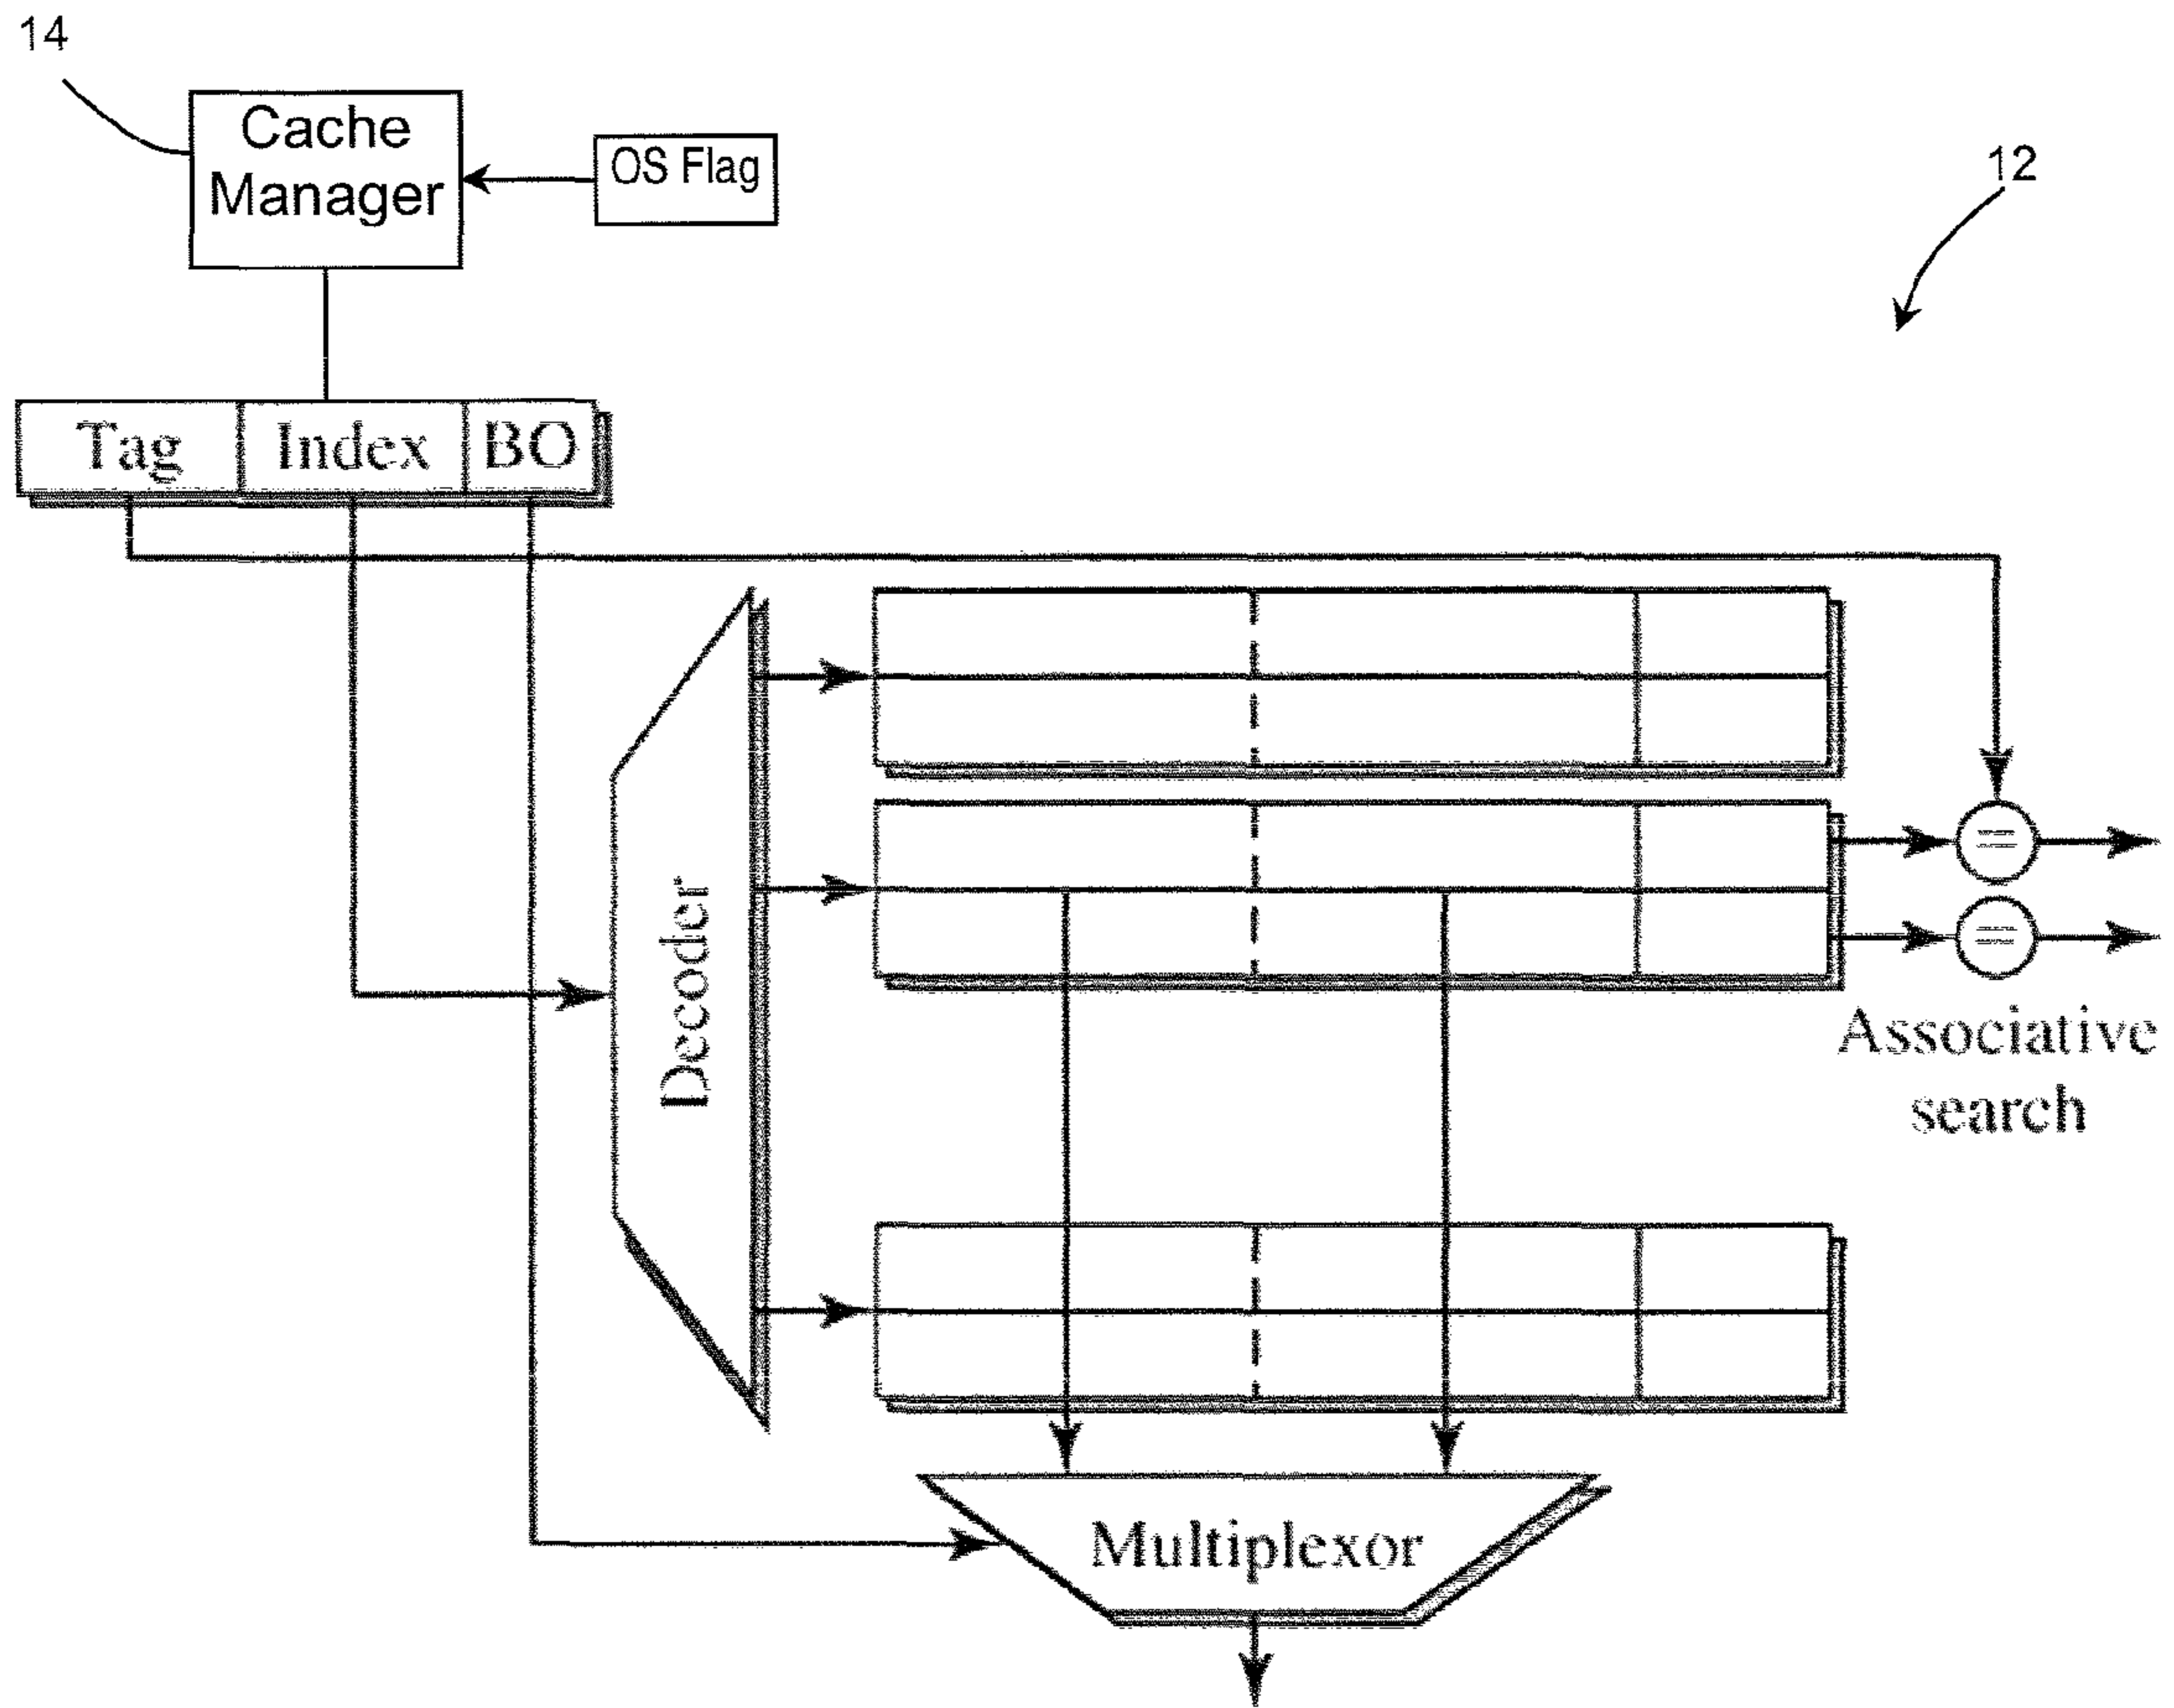 14
Cache
Manager
OS Flag
12
Tag
Index
BO
Decoder
==
==
Associative
search
Multiplexor